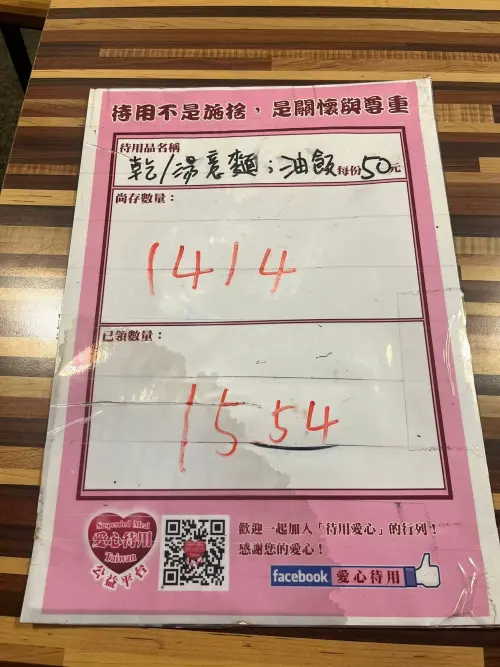 待用不是施捨，是關懷與尊重
待用品名稱
乾/湯意麵；油飯每份50元
尚存數量：
1414
已領數量：
1554
Suspended Meal
愛心待用
Taiwan
公益平台
歡迎一起加入「待用愛心」的行列！
感謝您的愛心！
facebook 愛心待用